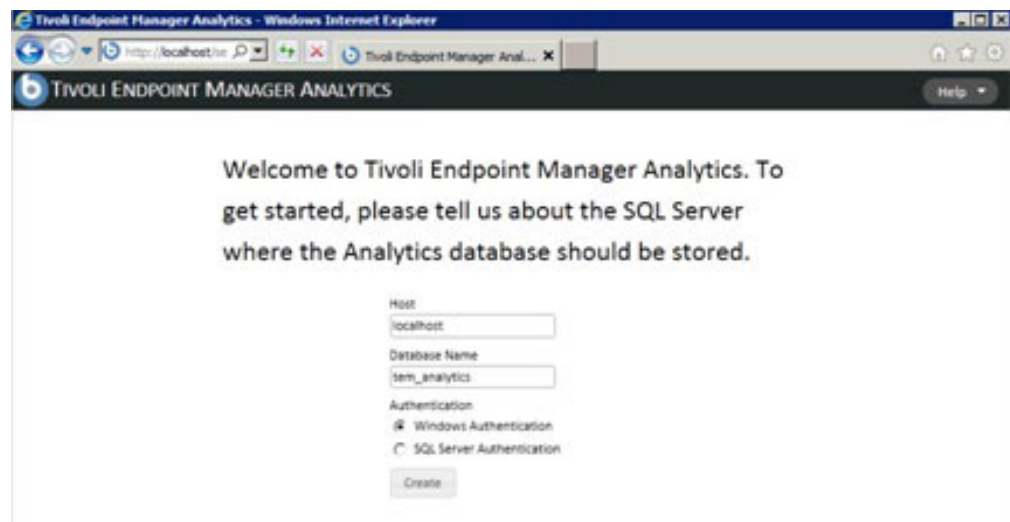 Tivoli Endpoint Manager Analytics - Windows Internet Explorer
http://localhost/se
Tivoli Endpoint Manager Anal...
TIVOLI ENDPOINT MANAGER ANALYTICS
Help
Welcome to Tivoli Endpoint Manager Analytics. To
get started, please tell us about the SQL Server
where the Analytics database should be stored.
Host
localhost
Database Name
tem_analytics
Authentication
Windows Authentication
SQL Server Authentication
Create